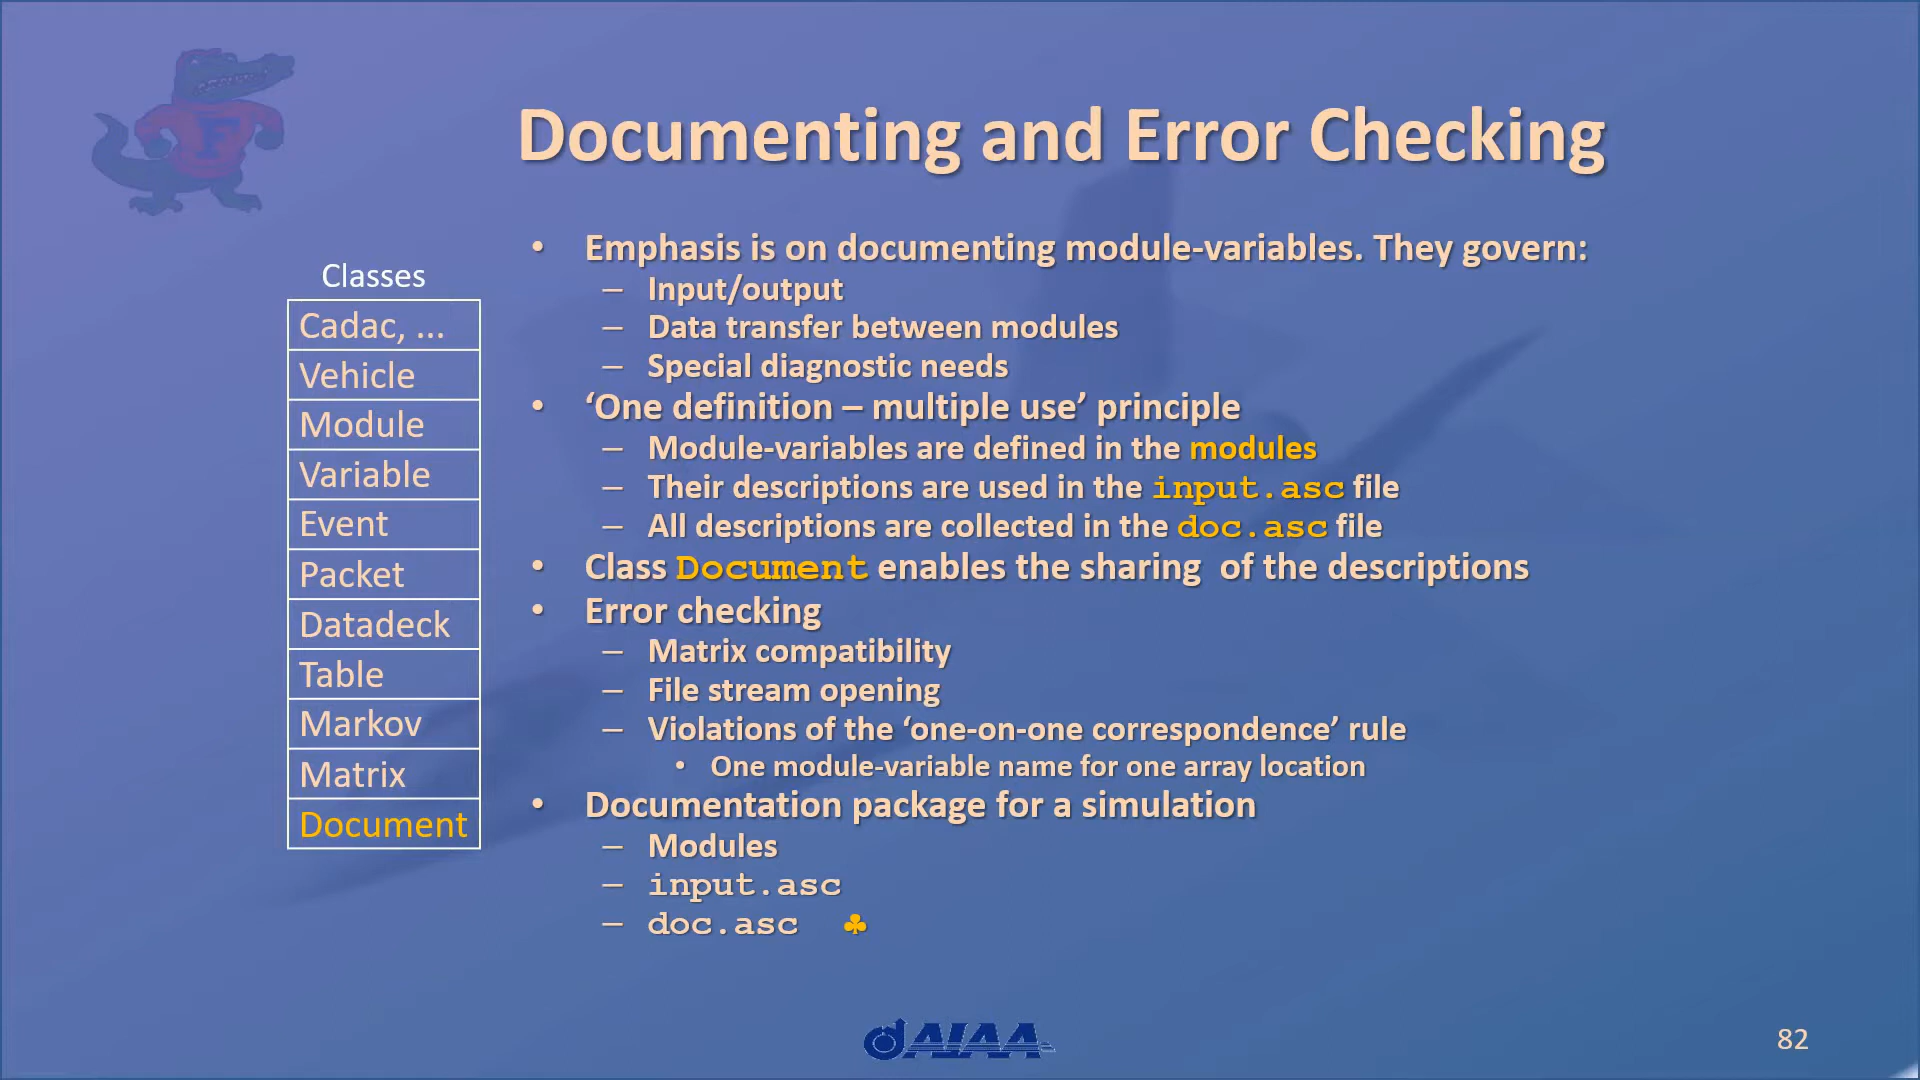 Documenting and Error Checking
Classes
Cadac, ...
Vehicle
Module
Variable
Event
Packet
Datadeck
Table
Markov
Matrix
Document
• Emphasis is on documenting module-variables. They govern:
– Input/output
– Data transfer between modules
– Special diagnostic needs
• ‘One definition – multiple use’ principle
– Module-variables are defined in the modules
– Their descriptions are used in the input.asc file
– All descriptions are collected in the doc.asc file
• Class Document enables the sharing of the descriptions
• Error checking
– Matrix compatibility
– File stream opening
– Violations of the ‘one-on-one correspondence’ rule
• One module-variable name for one array location
• Documentation package for a simulation
– Modules
– input.asc
– doc.asc ♣
F
AIAA
82